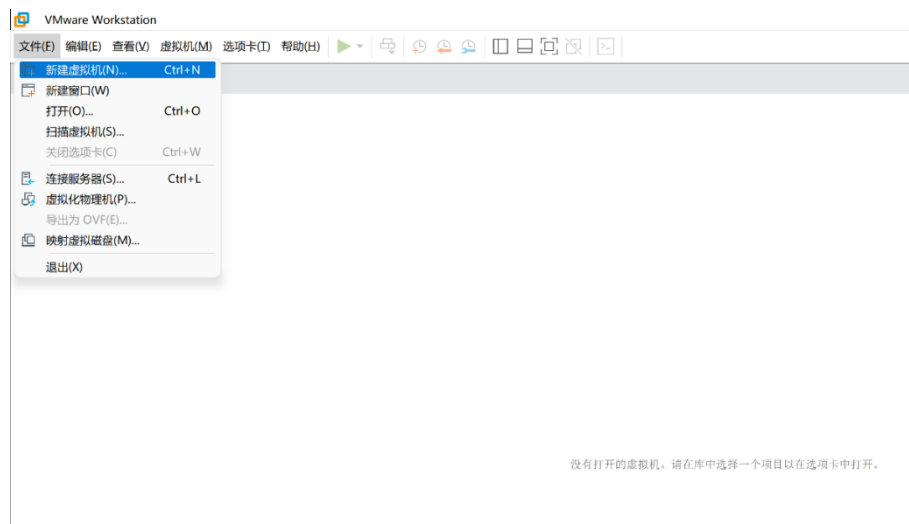 VMware Workstation
文件(F) 编辑(E) 查看(V) 虚拟机(M) 选项卡(T) 帮助(H)
新建虚拟机(N)... Ctrl+N
新建窗口(W)
打开(O)... Ctrl+O
扫描虚拟机(S)...
关闭选项卡(C) Ctrl+W
连接服务器(S)... Ctrl+L
虚拟化物理机(P)...
导出为 OVF(E)...
映射虚拟磁盘(M)...
退出(X)
没有打开的虚拟机。请在库中选择一个项目以在选项卡中打开。